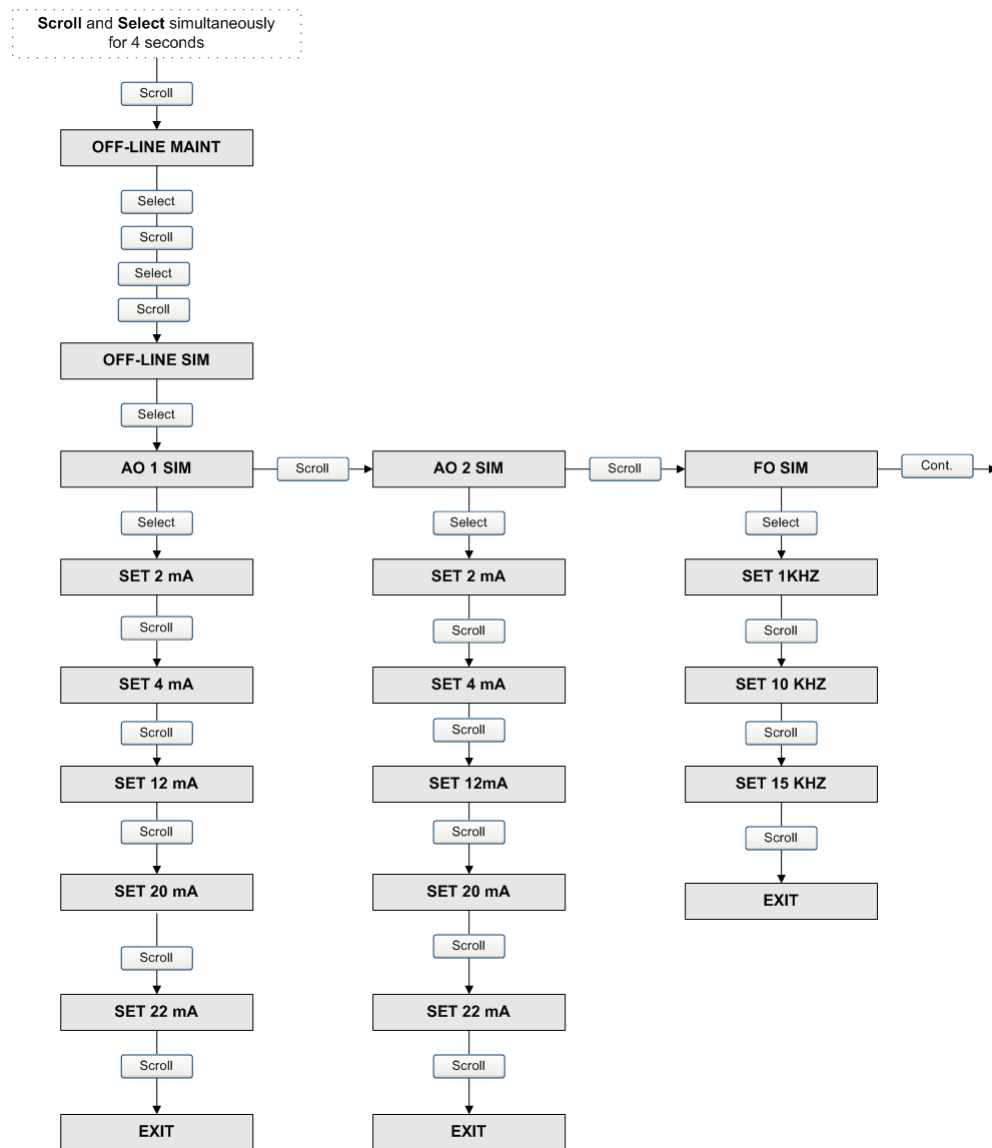 Scroll and Select simultaneously
for 4 seconds
Scroll
OFF-LINE MAINT
Select
Scroll
Select
Scroll
OFF-LINE SIM
Select
AO 1 SIM
Scroll
AO 2 SIM
Scroll
FO SIM
Cont.
Select
SET 2 mA
Scroll
SET 4 mA
Scroll
SET 12 mA
Scroll
SET 20 mA
Scroll
SET 22 mA
Scroll
EXIT
Select
SET 2 mA
Scroll
SET 4 mA
Scroll
SET 12mA
Scroll
SET 20 mA
Scroll
SET 22 mA
Scroll
EXIT
Select
SET 1KHZ
Scroll
SET 10 KHZ
Scroll
SET 15 KHZ
Scroll
EXIT